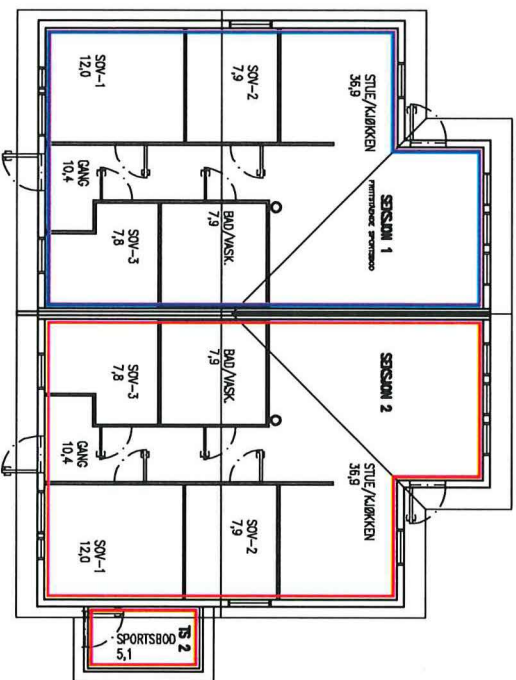 SOV-1
12,0
SOV-2
7,9
STUE/KJØKKEN
36,9
GANG
10,4
SOV-3
7,8
BAD/VASK.
7,9
SEKSJON 1
FRITTSTÅENDE SPORTSBOD
SOV-3
7,8
BAD/VASK.
7,9
SEKSJON 2
GANG
10,4
STUE/KJØKKEN
36,9
SOV-1
12,0
SOV-2
7,9
TS 2
SPORTSBOD
5,1